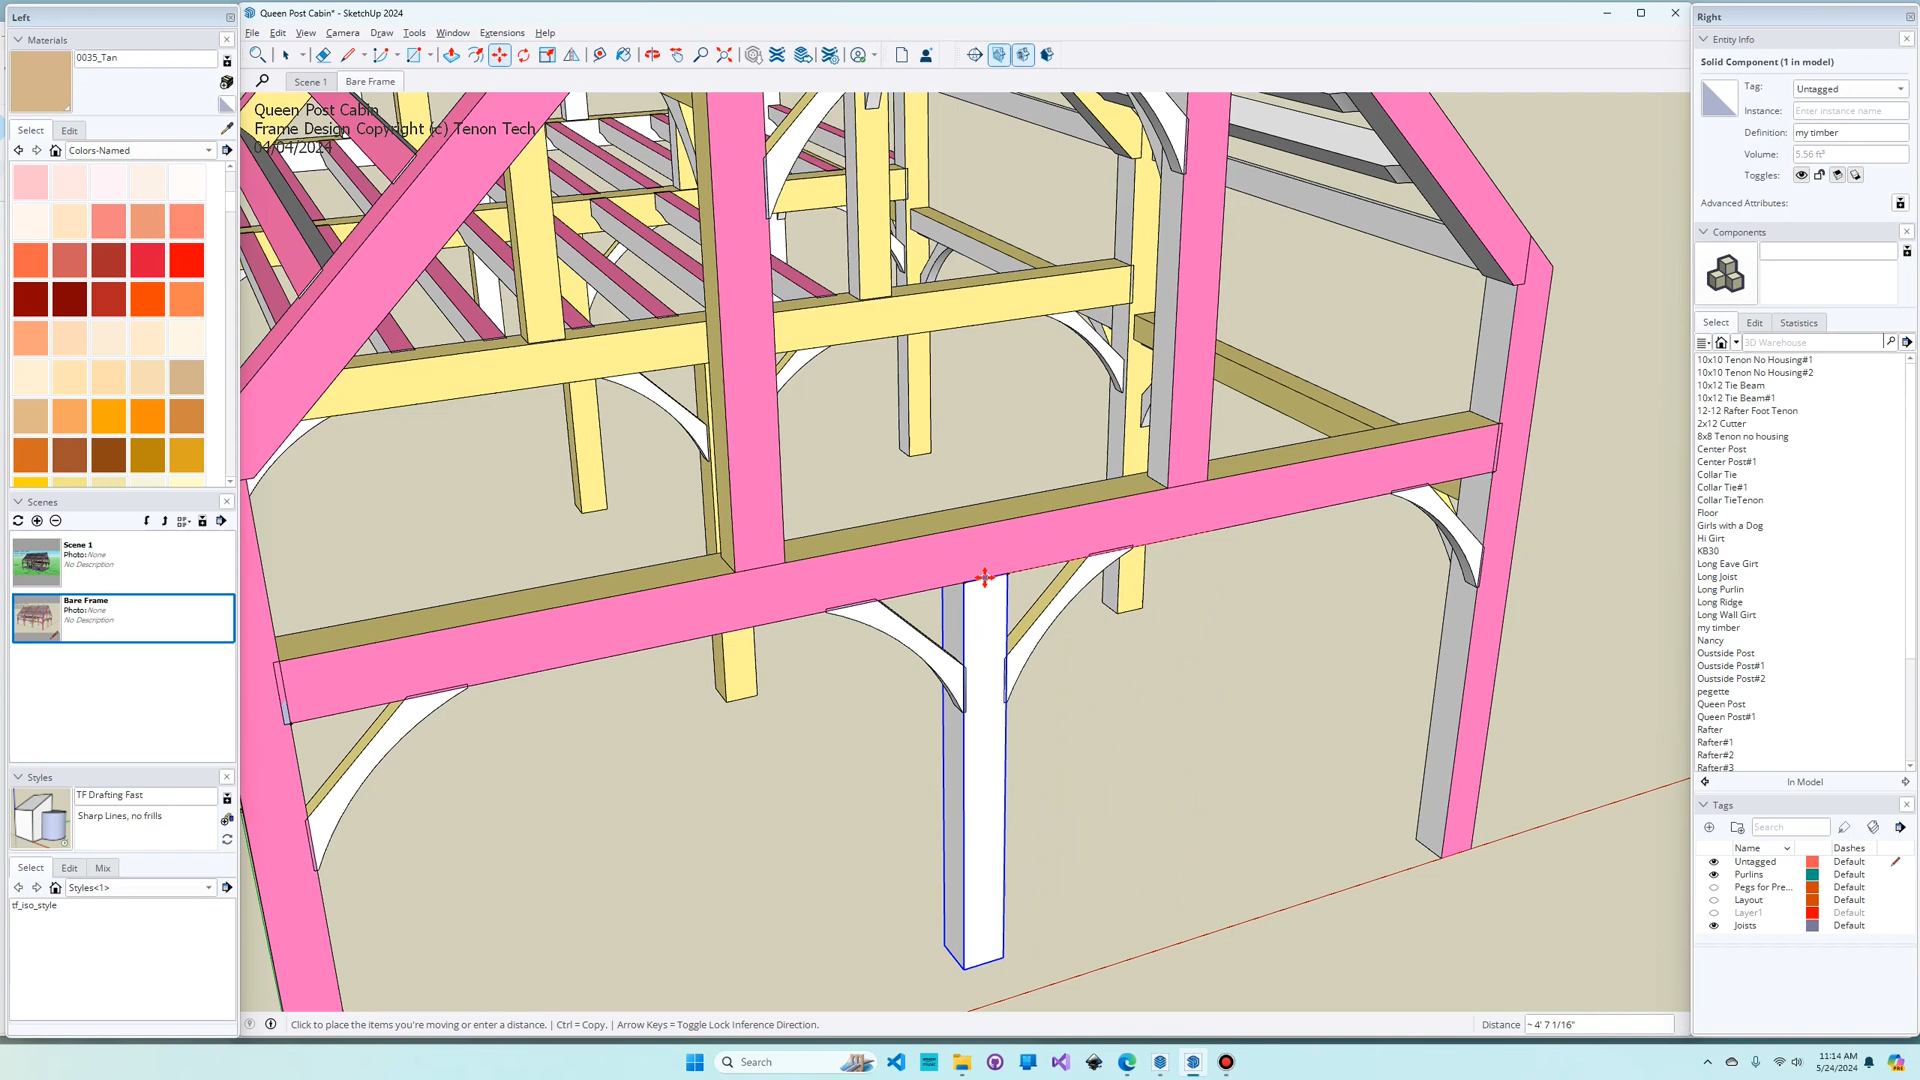 Left
Materials
0035_Tan
Select
Edit
Colors-Named
Scenes
Scene 1
Photo: None
No Description
Bare Frame
Photo: None
No Description
Styles
TF Drafting Fast
Sharp Lines, no frills
Select
Edit
Mix
Styles<1>
tf_iso_style
Queen Post Cabin* - SketchUp 2024
File
Edit
View
Camera
Draw
Tools
Window
Extensions
Help
Scene 1
Bare Frame
Queen Post Cabin
Frame Design Copyright (c) Tenon Tech
04/04/2024
Click to place the items you're moving or enter a distance. | Ctrl = Copy. | Arrow Keys = Toggle Lock Inference Direction.
Distance
~ 4' 7 1/16"
Right
Entity Info
Solid Component (1 in model)
Tag:
Untagged
Instance:
Enter instance name
Definition:
my timber
Volume:
5.56 ft³
Toggles:
Advanced Attributes:
Components
Select
Edit
Statistics
3D Warehouse
10x10 Tenon No Housing#1
10x10 Tenon No Housing#2
10x12 Tie Beam
10x12 Tie Beam#1
12-12 Rafter Foot Tenon
2x12 Cutter
8x8 Tenon no housing
Center Post
Center Post#1
Collar Tie
Collar Tie#1
Collar TieTenon
Floor
Girls with a Dog
Hi Girt
KB30
Long Eave Girt
Long Joist
Long Purlin
Long Ridge
Long Wall Girt
my timber
Nancy
Oustside Post
Oustside Post#1
Oustside Post#2
pegette
Queen Post
Queen Post#1
Rafter
Rafter#1
Rafter#2
Rafter#3
In Model
Tags
Search
Name
Dashes
Untagged
Default
Purlins
Default
Pegs for Pre...
Default
Layout
Default
Layer1
Default
Joists
Default
Search
11:14 AM
5/24/2024